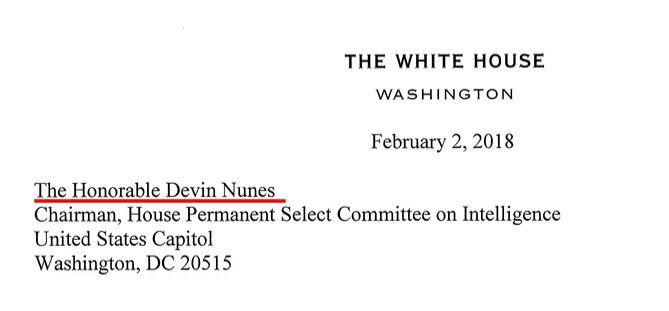 THE WHITE HOUSE
WASHINGTON
February 2, 2018
The Honorable Devin Nunes
Chairman, House Permanent Select Committee on Intelligence
United States Capitol
Washington, DC 20515